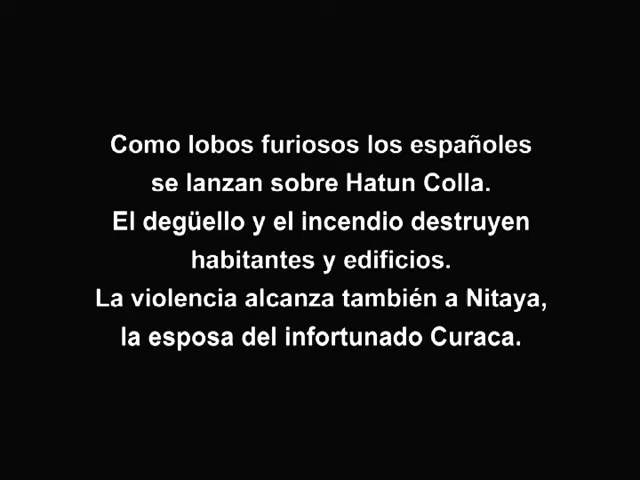 Como lobos furiosos los españoles
se lanzan sobre Hatun Colla.
El degüello y el incendio destruyen
habitantes y edificios.
La violencia alcanza también a Nitaya,
la esposa del infortunado Curaca.